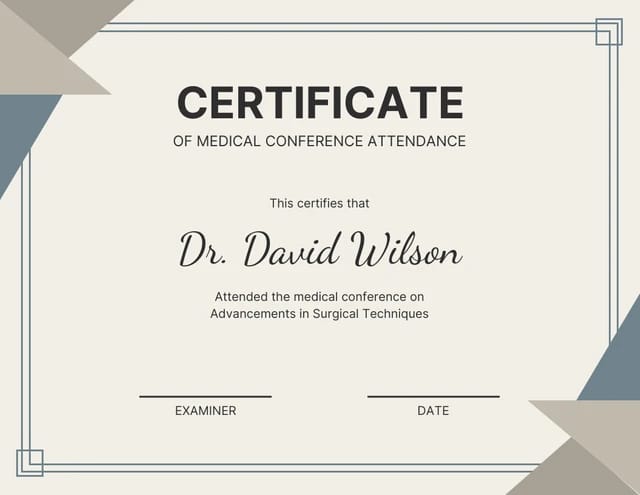 CERTIFICATE
OF MEDICAL CONFERENCE ATTENDANCE
This certifies that
Dr. David Wilson
Attended the medical conference on
Advancements in Surgical Techniques
EXAMINER
DATE